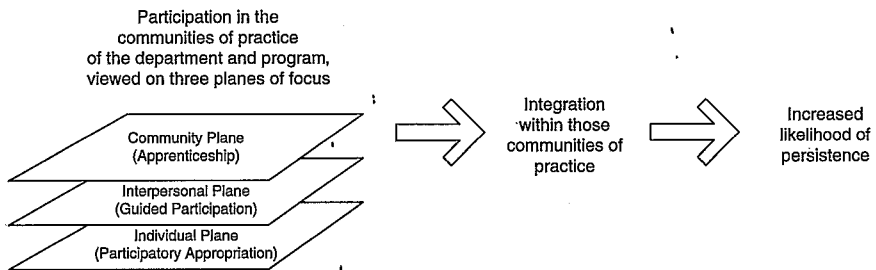 Participation in the
communities of practice
of the department and program,
viewed on three planes of focus
Community Plane
(Apprenticeship)
Interpersonal Plane
(Guided Participation)
Individual Plane
(Participatory Appropriation)
Integration
within those
communities of
practice
Increased
likelihood of
persistence